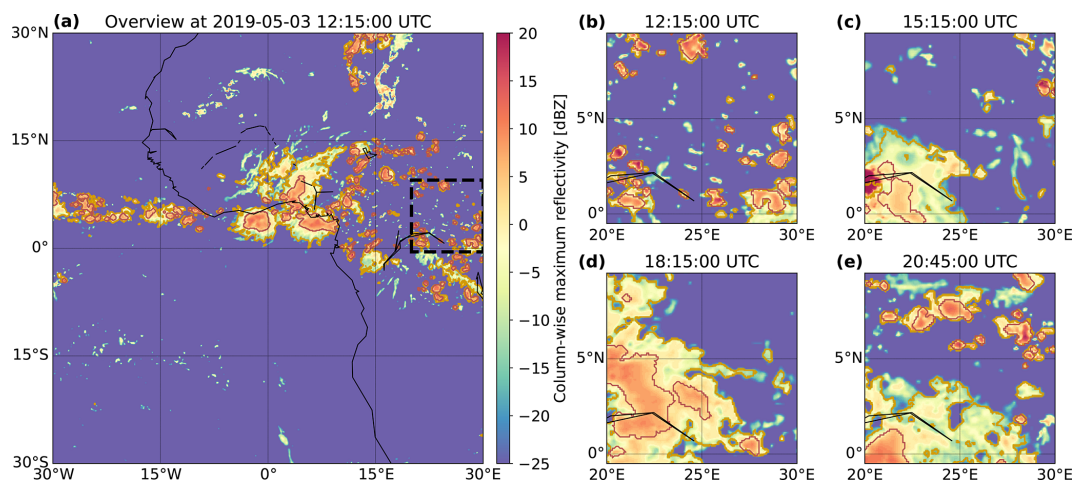 (a) Overview at 2019-05-03 12:15:00 UTC
30°N
15°N
0°
15°S
30°S
30°W 15°W 0° 15°E 30°E
20
15
10
5
0
−5
−10
−15
−20
−25
Column-wise maximum reflectivity [dBZ]
(b) 12:15:00 UTC
5°N
0°
20°E 25°E 30°E
(c) 15:15:00 UTC
5°N
0°
20°E 25°E 30°E
(d) 18:15:00 UTC
5°N
0°
20°E 25°E 30°E
(e) 20:45:00 UTC
5°N
0°
20°E 25°E 30°E